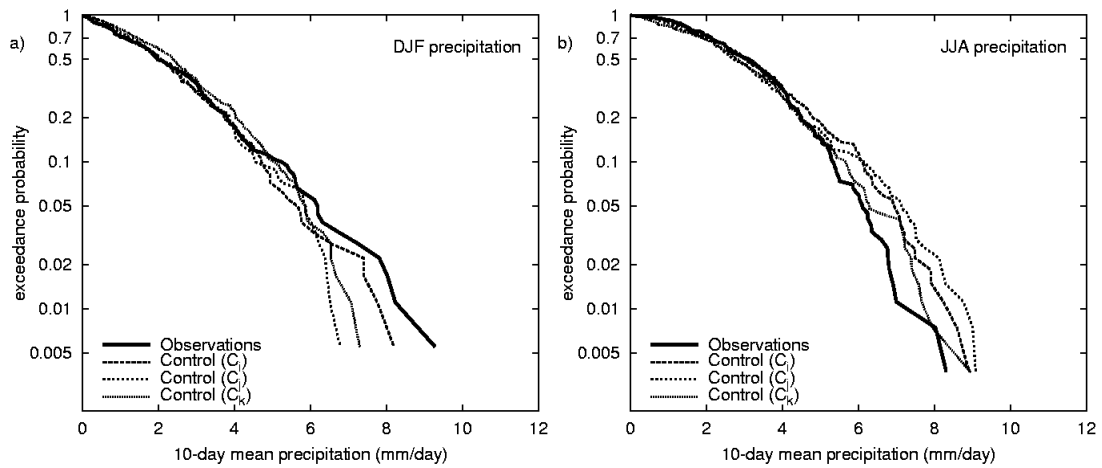 a)
DJF precipitation
exceedance probability
1
0.7
0.5
0.2
0.1
0.05
0.02
0.01
0.005
Observations
Control (Ci)
Control (Cj)
Control (Ck)
0 2 4 6 8 10 12
10-day mean precipitation (mm/day)
b)
JJA precipitation
exceedance probability
1
0.7
0.5
0.2
0.1
0.05
0.02
0.01
0.005
Observations
Control (Ci)
Control (Cj)
Control (Ck)
0 2 4 6 8 10 12
10-day mean precipitation (mm/day)